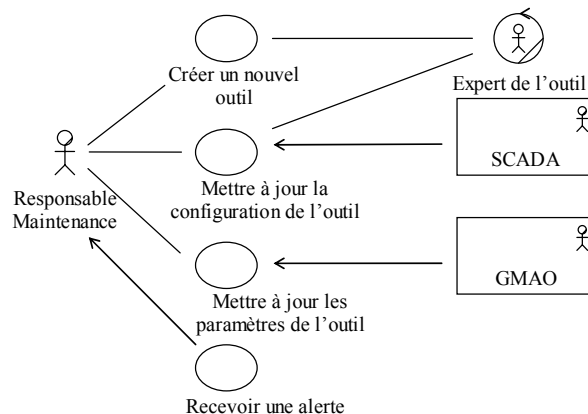 Créer un nouvel
outil
Expert de l’outil
SCADA
Responsable
Maintenance
Mettre à jour la
configuration de l’outil
GMAO
Mettre à jour les
paramètres de l’outil
Recevoir une alerte